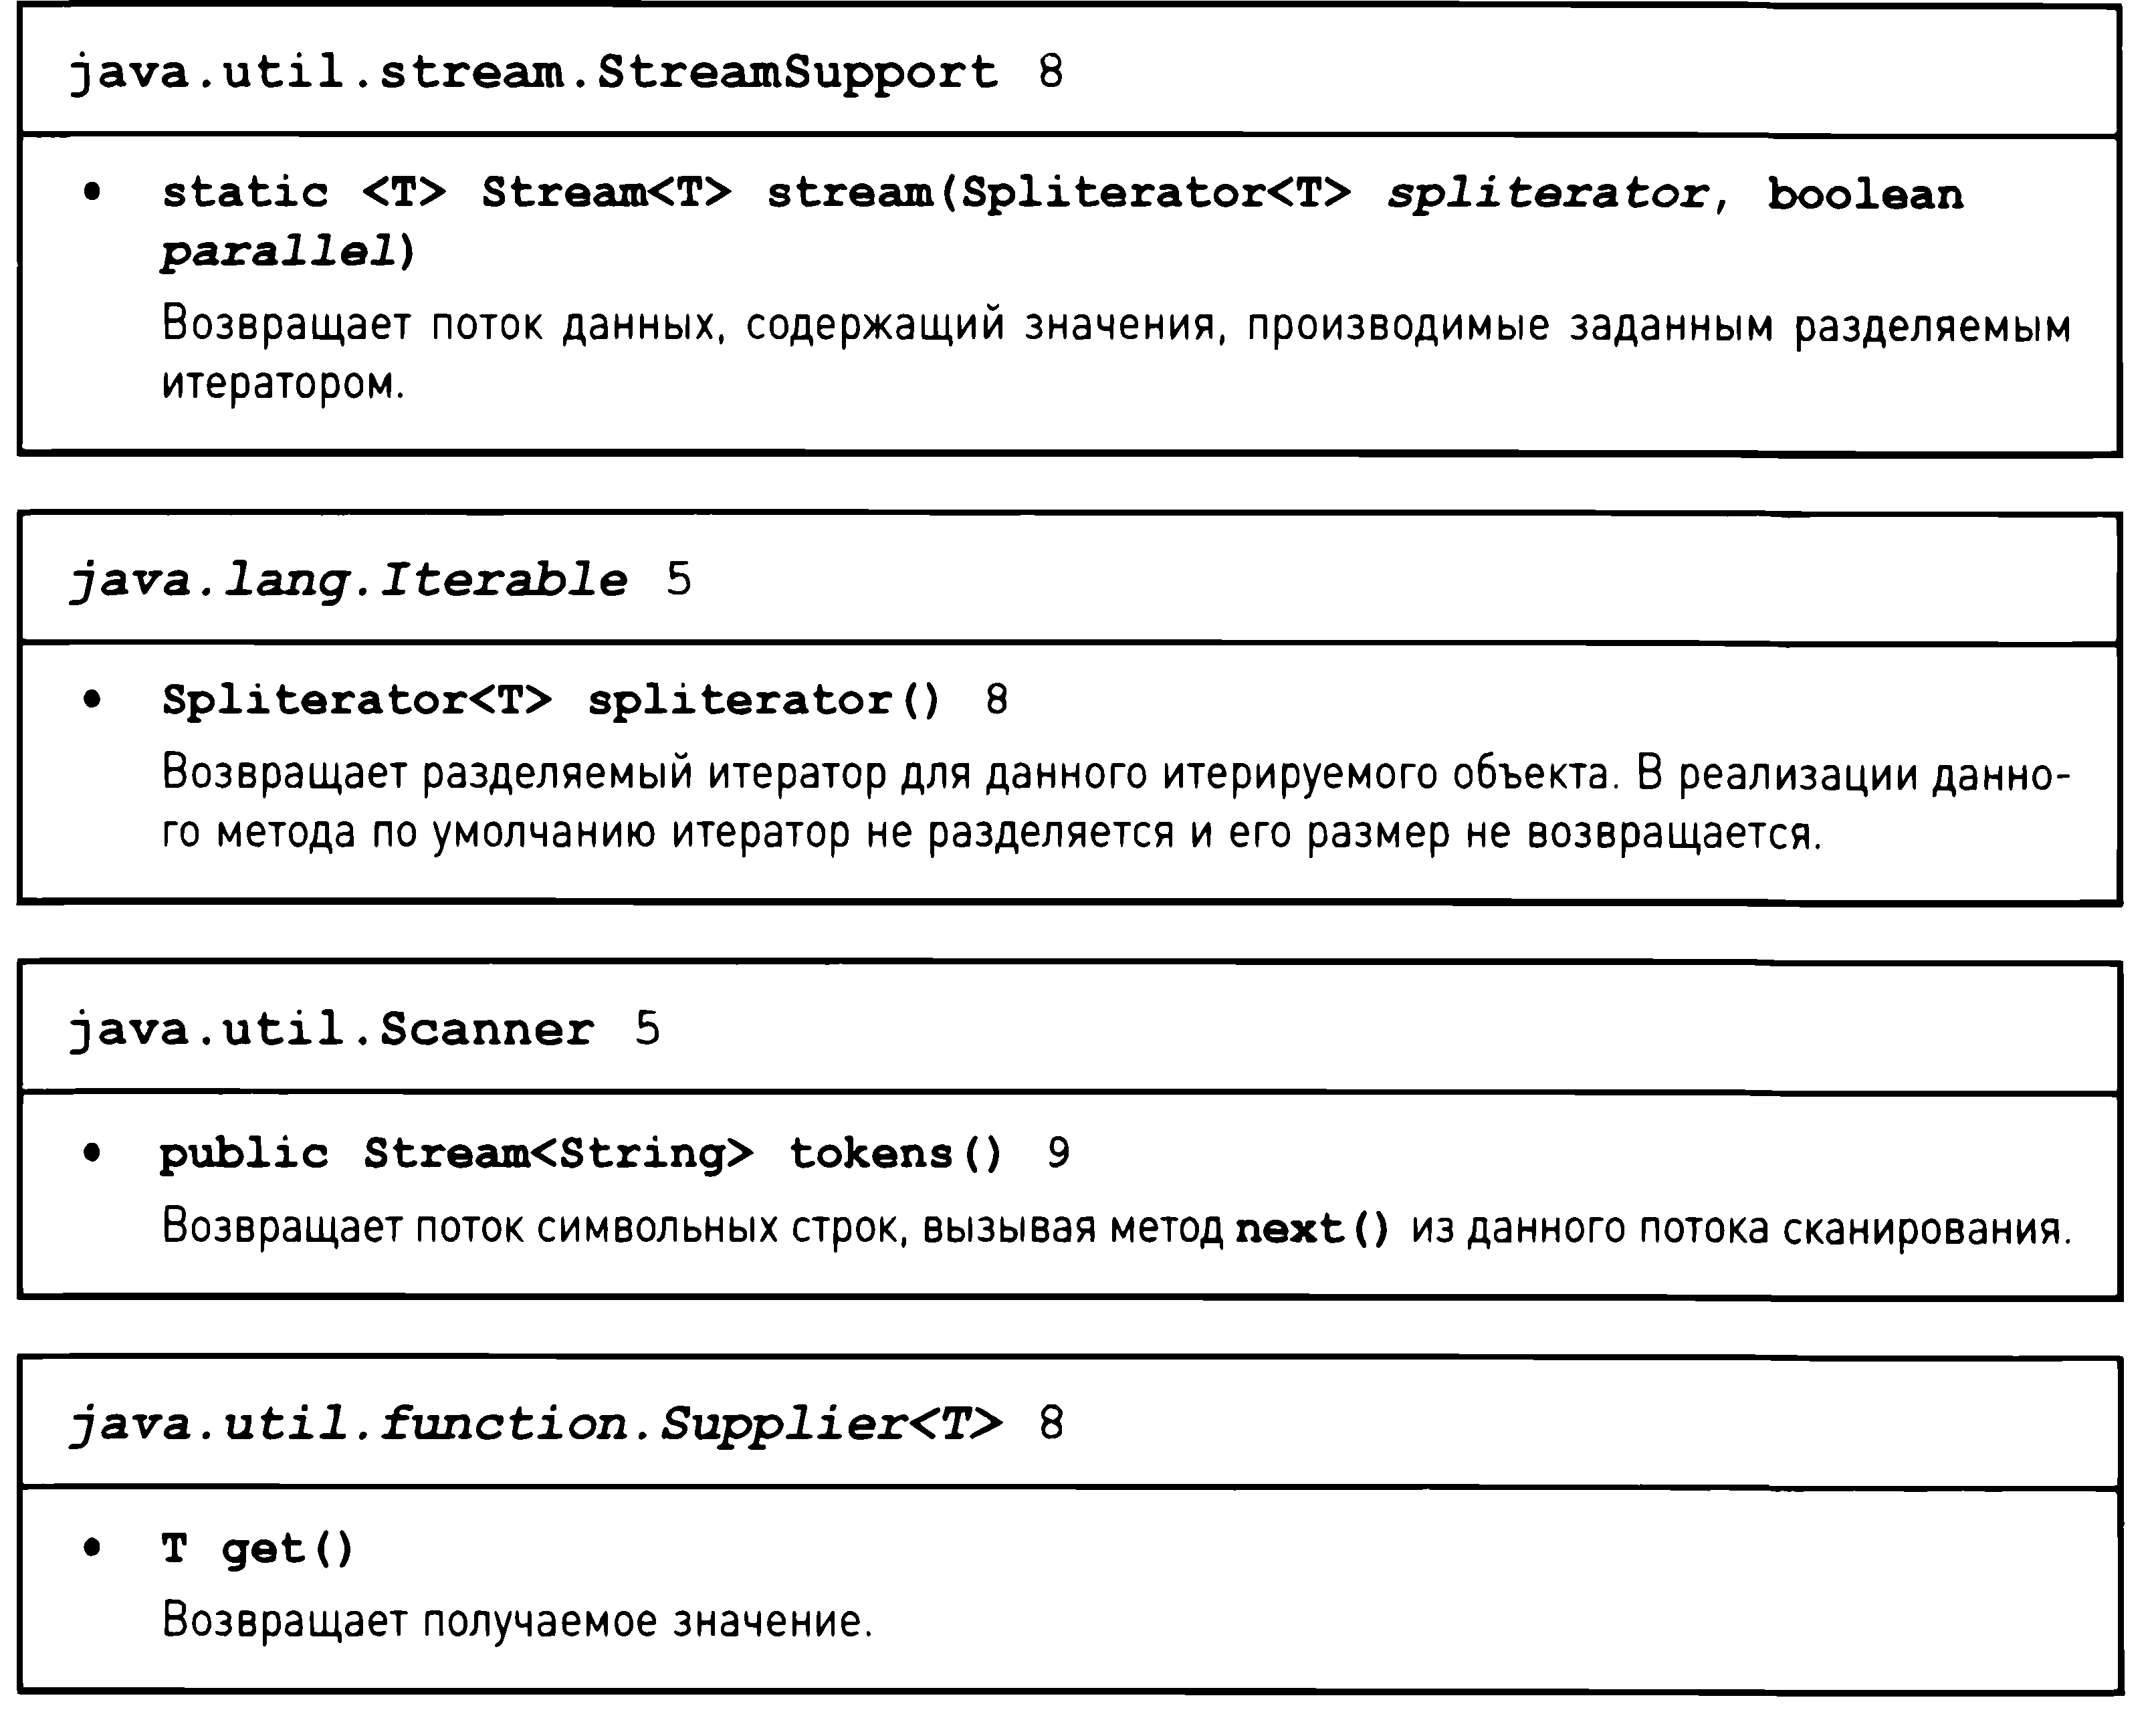 java.util.stream.StreamSupport 8
• static <T> Stream<T> stream(Spliterator<T> spliterator, boolean
parallel)
Возвращает поток данных, содержащий значения, производимые заданным разделяемым
итератором.
java.lang.Iterable 5
• Spliterator<T> spliterator() 8
Возвращает разделяемый итератор для данного итерируемого объекта. В реализации данно-
го метода по умолчанию итератор не разделяется и его размер не возвращается.
java.util.Scanner 5
• public Stream<String> tokens() 9
Возвращает поток символьных строк, вызывая метод next() из данного потока сканирования.
java.util.function.Supplier<T> 8
• T get()
Возвращает получаемое значение.